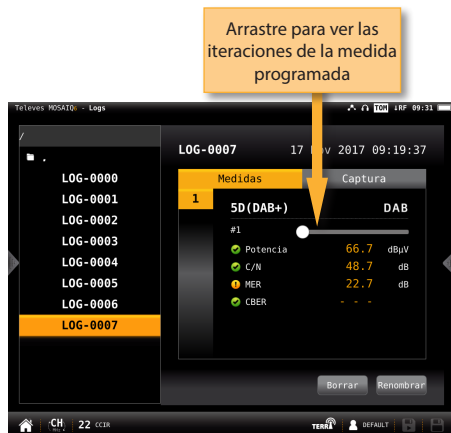 Arrastre para ver las
iteraciones de la medida
programada
Televes MOSAIQ6 - Logs
TOM ↓RF 09:31
/
.
LOG-0000
LOG-0001
LOG-0002
LOG-0003
LOG-0004
LOG-0005
LOG-0006
LOG-0007
LOG-0007 17 ov 2017 09:19:37
Medidas Captura
1
5D(DAB+) DAB
#1
Potencia 66.7 dBµV
C/N 48.7 dB
MER 22.7 dB
CBER - - -
Borrar Renombrar
CH 22 CCIR
TERRA DEFAULT